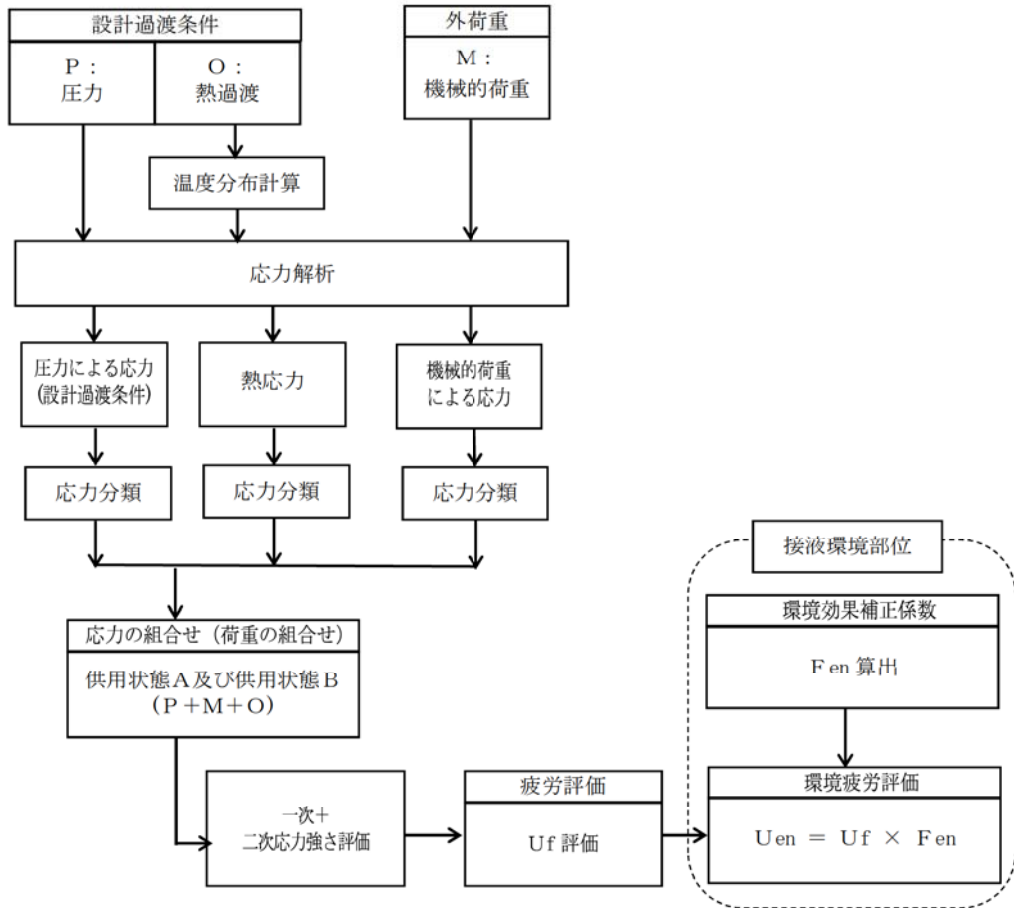 設計過渡条件
P：
圧力
O：
熱過渡
外荷重
M：
機械的荷重
温度分布計算
応力解析
圧力による応力
(設計過渡条件)
熱応力
機械的荷重
による応力
応力分類
応力分類
応力分類
応力の組合せ（荷重の組合せ）
供用状態A及び供用状態B
(P+M+O)
一次+
二次応力強さ評価
疲労評価
Uf 評価
接液環境部位
環境効果補正係数
Fen 算出
環境疲労評価
Uen = Uf × Fen